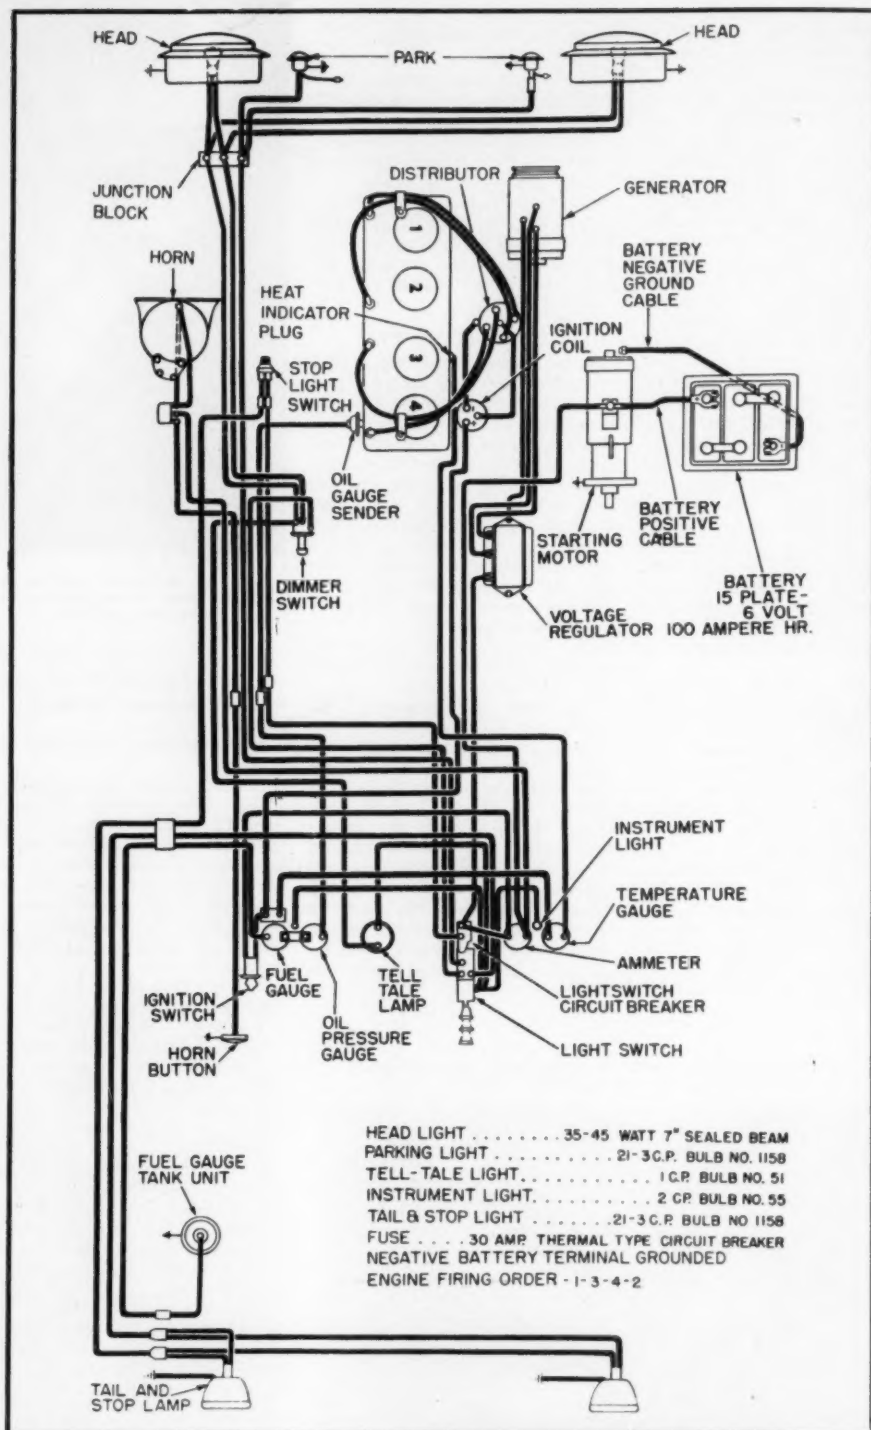 HEAD
PARK
HEAD
JUNCTION
BLOCK
DISTRIBUTOR
GENERATOR
HORN
HEAT
INDICATOR
PLUG
BATTERY
NEGATIVE
GROUND
CABLE
IGNITION
COIL
1
2
3
4
STOP
LIGHT
SWITCH
OIL
GAUGE
SENDER
DIMMER
SWITCH
STARTING
MOTOR
BATTERY
POSITIVE
CABLE
VOLTAGE
REGULATOR
BATTERY
15 PLATE-
6 VOLT
100 AMPERE HR.
INSTRUMENT
LIGHT
TEMPERATURE
GAUGE
AMMETER
LIGHTSWITCH
CIRCUIT BREAKER
LIGHT SWITCH
FUEL
GAUGE
TELL
TALE
LAMP
IGNITION
SWITCH
OIL
PRESSURE
GAUGE
HORN
BUTTON
FUEL GAUGE
TANK UNIT
HEAD LIGHT ........ 35-45 WATT 7" SEALED BEAM
PARKING LIGHT .......... 21-3 C.P. BULB NO. 1158
TELL-TALE LIGHT............ 1 C.P. BULB NO. 51
INSTRUMENT LIGHT.......... 2 CP. BULB NO. 55
TAIL & STOP LIGHT .......21-3 C.P. BULB NO 1158
FUSE .... 30 AMP. THERMAL TYPE CIRCUIT BREAKER
NEGATIVE BATTERY TERMINAL GROUNDED
ENGINE FIRING ORDER -1-3-4-2
TAIL AND
STOP LAMP